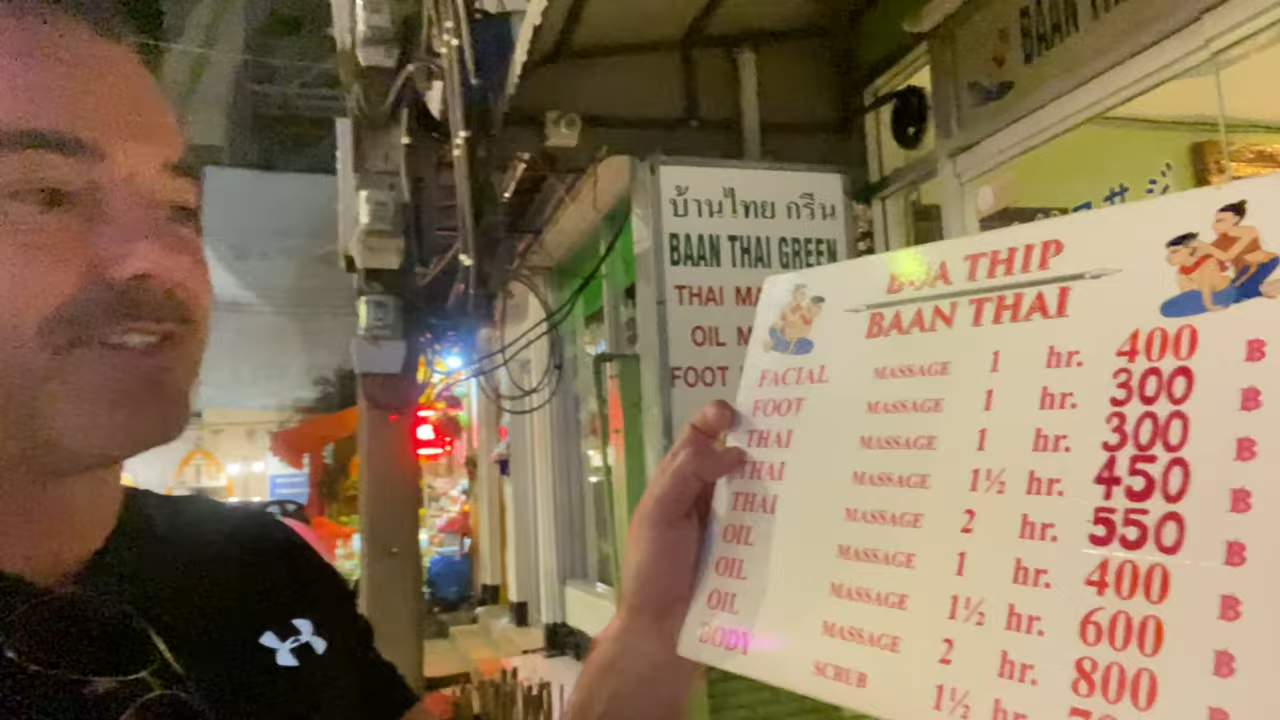 บ้านไทย กรีน
BAAN THAI GREEN
THAI
OIL
FOOT
BAAN
BUA THIP
BAAN THAI
FACIAL MASSAGE 1 hr. 400 ฿
FOOT MASSAGE 1 hr. 300 ฿
THAI MASSAGE 1 hr. 300 ฿
THAI MASSAGE 1½ hr. 450 ฿
THAI MASSAGE 2 hr. 550 ฿
OIL MASSAGE 1 hr. 400 ฿
OIL MASSAGE 1½ hr. 600 ฿
OIL MASSAGE 2 hr. 800 ฿
BODY SCRUB 1½ hr.